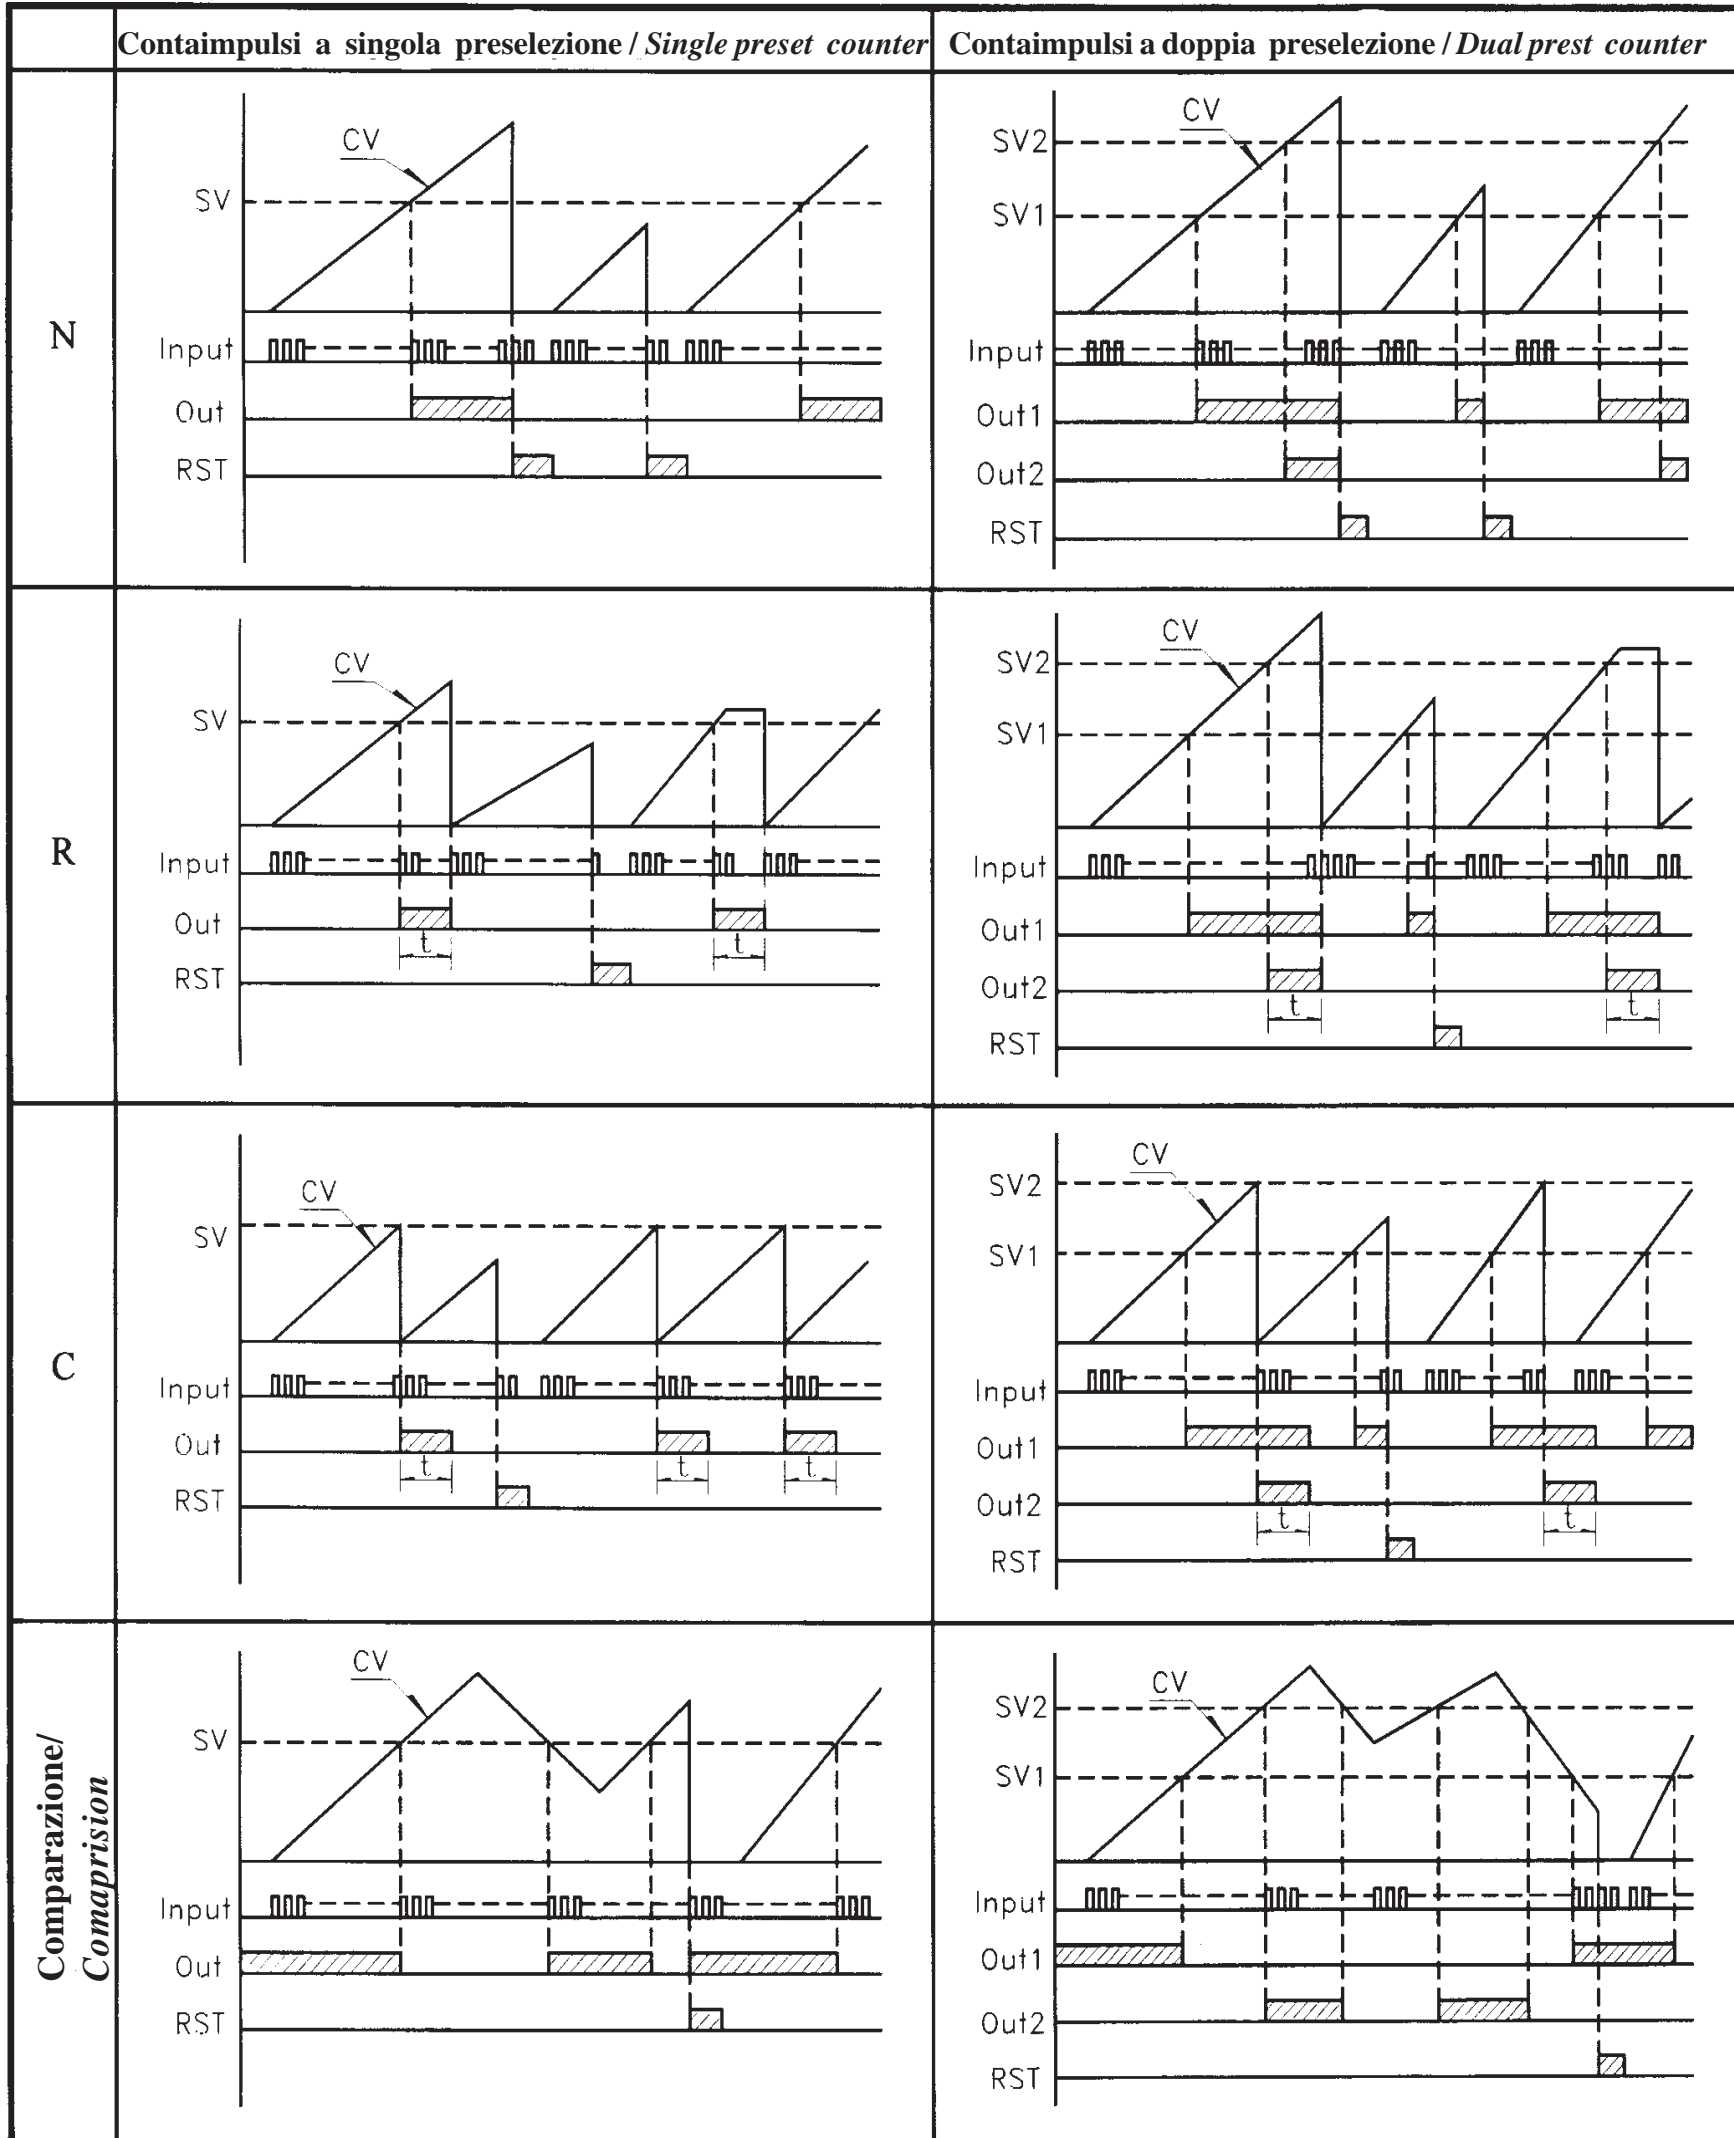 Contaimpulsi a singola preselezione / Single preset counter
Contaimpulsi a doppia preselezione / Dual prest counter
N
CV
SV
Input
Out
RST
CV
SV2
SV1
Input
Out1
Out2
RST
R
CV
SV
Input
Out
t
t
RST
CV
SV2
SV1
Input
Out1
Out2
t
t
RST
C
CV
SV
Input
Out
t
t
t
RST
CV
SV2
SV1
Input
Out1
Out2
t
t
RST
Comparazione/
Comaprision
CV
SV
Input
Out
RST
CV
SV2
SV1
Input
Out1
Out2
RST